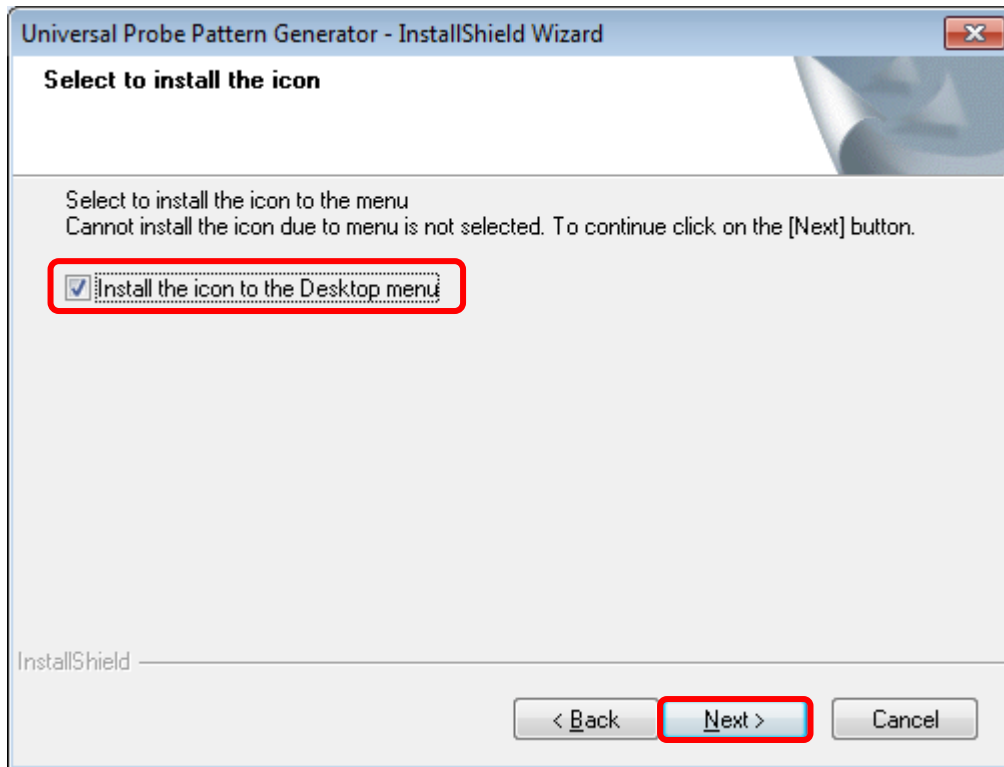 Universal Probe Pattern Generator - InstallShield Wizard
Select to install the icon
Select to install the icon to the menu
Cannot install the icon due to menu is not selected. To continue click on the [Next] button.
Install the icon to the Desktop menu
InstallShield
< Back Next > Cancel